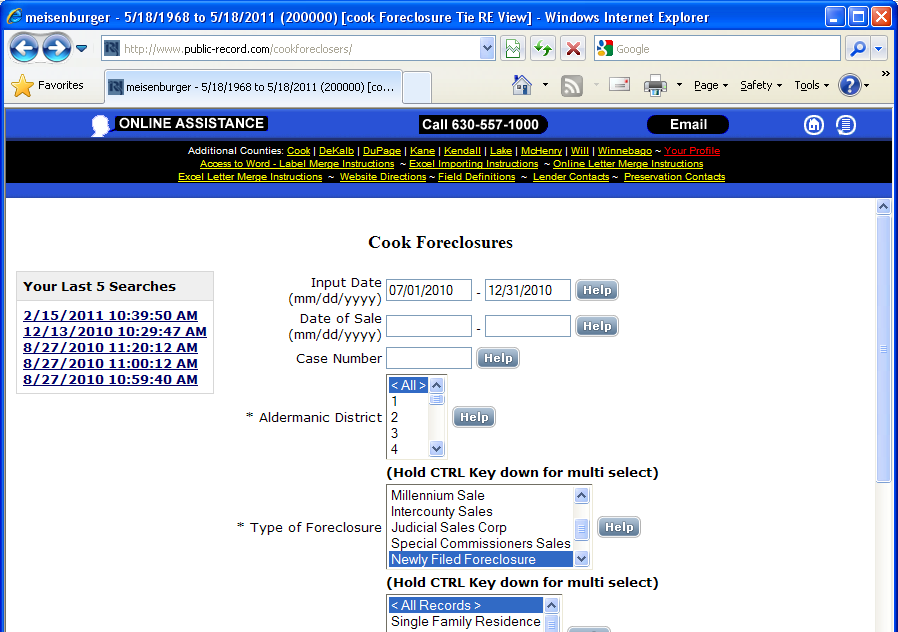 meisenburger - 5/18/1968 to 5/18/2011 (200000) [cook Foreclosure Tie RE View] - Windows Internet Explorer
http://www.public-record.com/cookforeclosers/
Google
Favorites
meisenburger - 5/18/1968 to 5/18/2011 (200000) [co...
Page Safety Tools
ONLINE ASSISTANCE Call 630-557-1000 Email
Additional Counties: Cook | DeKalb | DuPage | Kane | Kendall | Lake | McHenry | Will | Winnebago ~ Your Profile
Access to Word - Label Merge Instructions ~ Excel Importing Instructions ~ Online Letter Merge Instructions
Excel Letter Merge Instructions ~ Website Directions ~ Field Definitions ~ Lender Contacts ~ Preservation Contacts
Cook Foreclosures
Your Last 5 Searches
2/15/2011 10:39:50 AM
12/13/2010 10:29:47 AM
8/27/2010 11:20:12 AM
8/27/2010 11:00:12 AM
8/27/2010 10:59:40 AM
Input Date
(mm/dd/yyyy) 07/01/2010 - 12/31/2010 Help
Date of Sale
(mm/dd/yyyy) - Help
Case Number Help
* Aldermanic District
< All >
1
2
3
4
Help
(Hold CTRL Key down for multi select)
* Type of Foreclosure
Millennium Sale
Intercounty Sales
Judicial Sales Corp
Special Commissioners Sales
Newly Filed Foreclosure
Help
(Hold CTRL Key down for multi select)
< All Records >
Single Family Residence